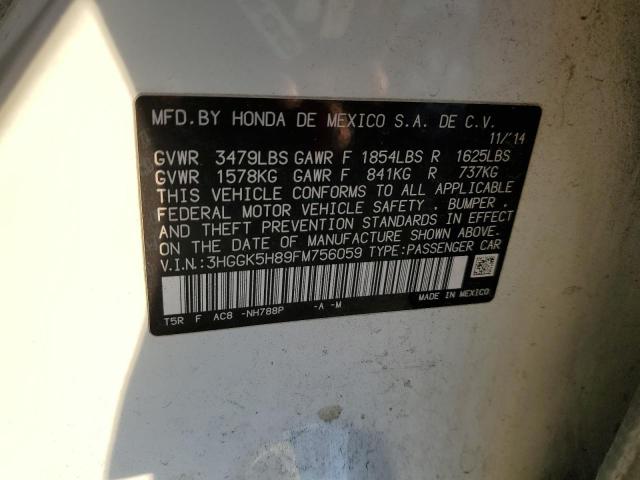 MFD.BY HONDA DE MEXICO S.A. DE C.V.
11/'14
GVWR 3479LBS GAWR F 1854LBS R 1625LBS
GVWR 1578KG GAWR F 841KG R 737KG
THIS VEHICLE CONFORMS TO ALL APPLICABLE
FEDERAL MOTOR VEHICLE SAFETY , BUMPER ,
AND THEFT PREVENTION STANDARDS IN EFFECT
ON THE DATE OF MANUFACTURE SHOWN ABOVE.
V.I.N.:3HGGK5H89FM756059 TYPE:PASSENGER CAR
T5R F AC8 -NH788P -A -M
MADE IN MEXICO